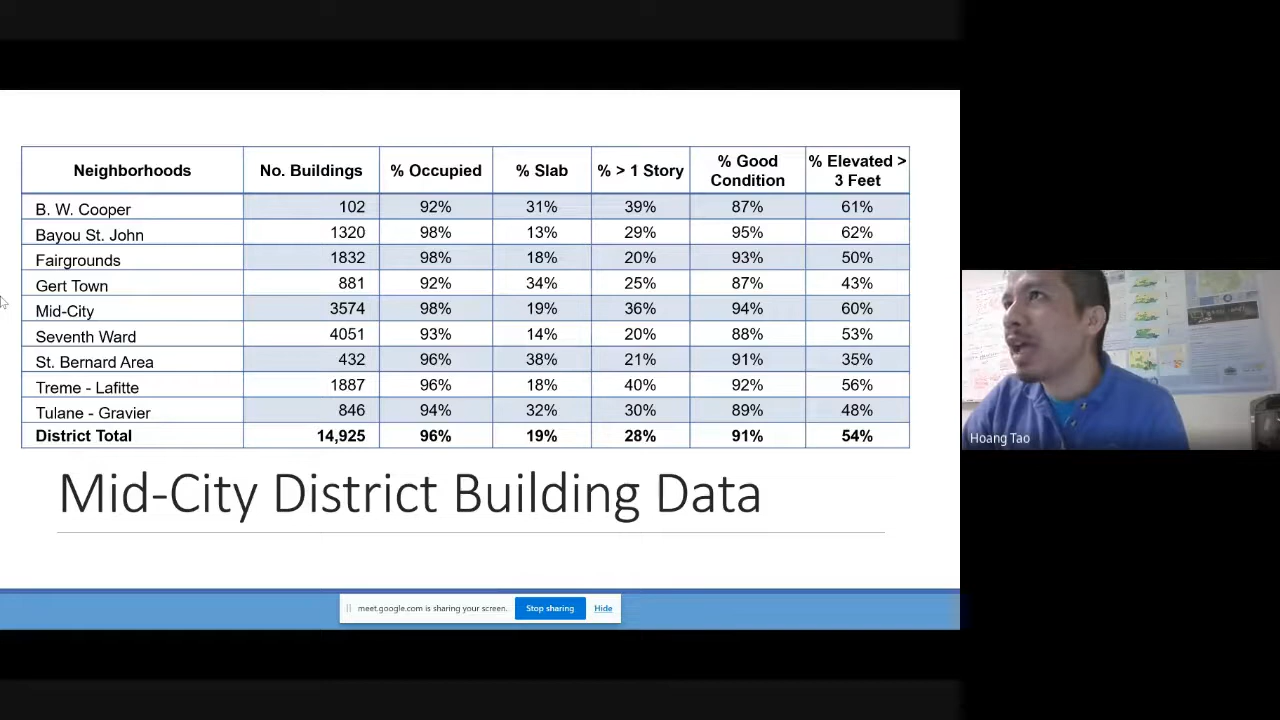 Neighborhoods No. Buildings % Occupied % Slab % > 1 Story % Good Condition % Elevated > 3 Feet
B. W. Cooper 102 92% 31% 39% 87% 61%
Bayou St. John 1320 98% 13% 29% 95% 62%
Fairgrounds 1832 98% 18% 20% 93% 50%
Gert Town 881 92% 34% 25% 87% 43%
Mid-City 3574 98% 19% 36% 94% 60%
Seventh Ward 4051 93% 14% 20% 88% 53%
St. Bernard Area 432 96% 38% 21% 91% 35%
Treme - Lafitte 1887 96% 18% 40% 92% 56%
Tulane - Gravier 846 94% 32% 30% 89% 48%
District Total 14,925 96% 19% 28% 91% 54%
Mid-City District Building Data
meet.google.com is sharing your screen. Stop sharing Hide
Hoang Tao